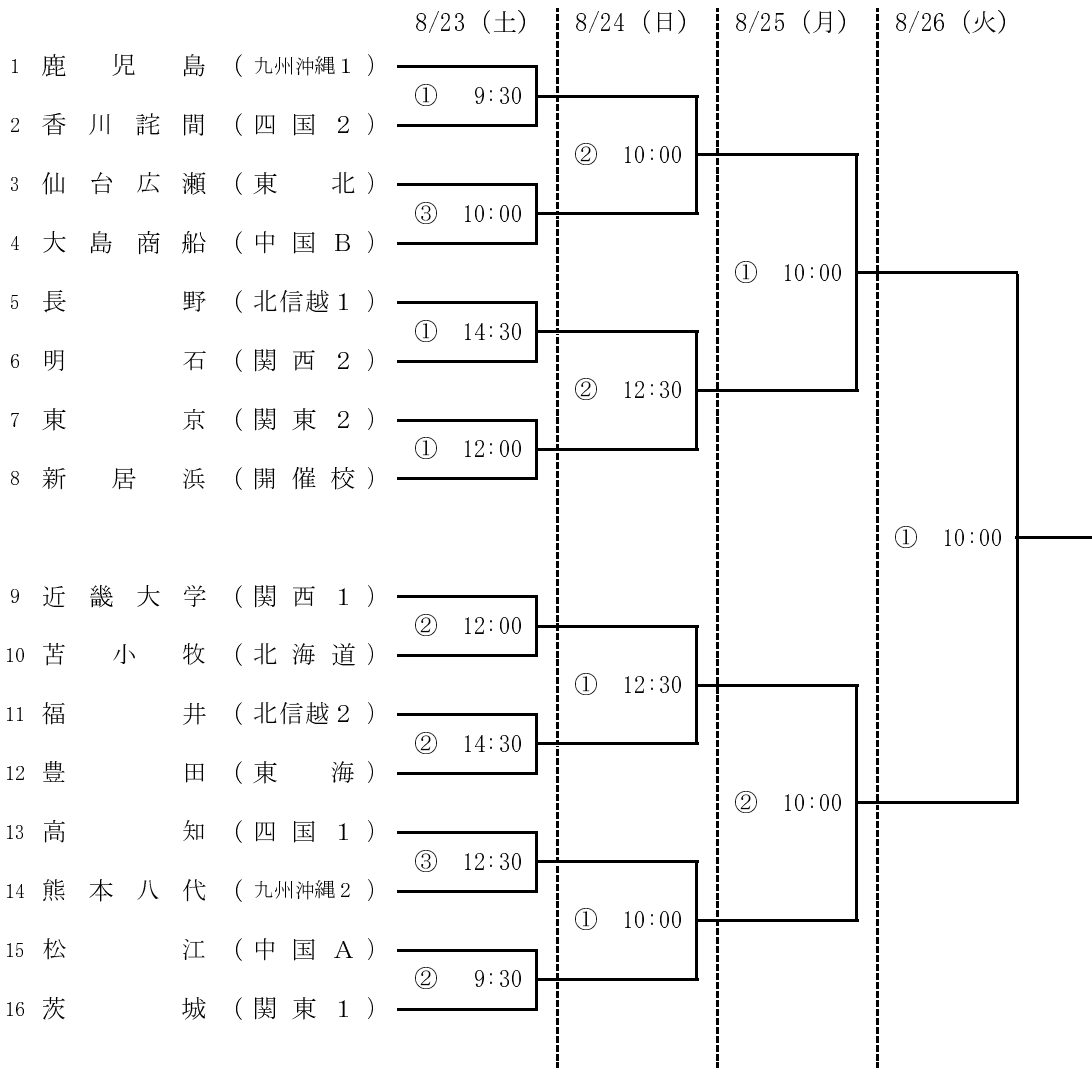 8/23（土） 8/24（日） 8/25（月） 8/26（火）
1 鹿児島（九州沖縄１）
① 9:30
2 香川詫間（四国２）
② 10:00
3 仙台広瀬（東北）
③ 10:00
4 大島商船（中国Ｂ）
① 10:00
5 長野（北信越１）
① 14:30
6 明石（関西２）
② 12:30
7 東京（関東２）
① 12:00
8 新居浜（開催校）
① 10:00
9 近畿大学（関西１）
② 12:00
10 苫小牧（北海道）
① 12:30
11 福井（北信越２）
② 14:30
12 豊田（東海）
② 10:00
13 高知（四国１）
③ 12:30
14 熊本八代（九州沖縄２）
① 10:00
15 松江（中国Ａ）
② 9:30
16 茨城（関東１）